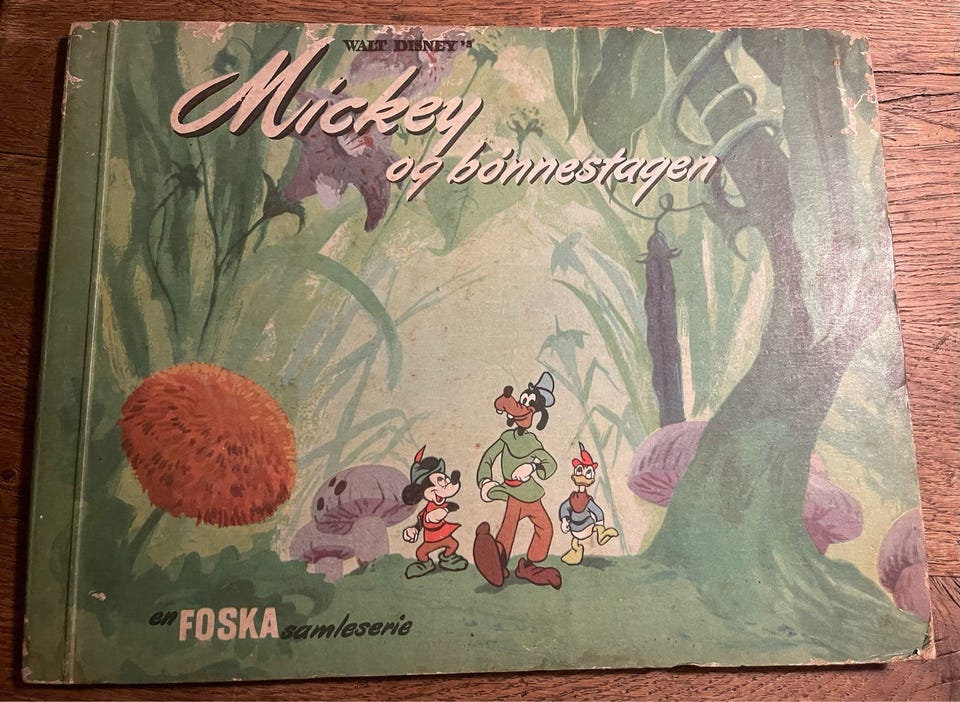 WALT DISNEY'S
Mickey
og bønnestagen
en FOSKA samleserie